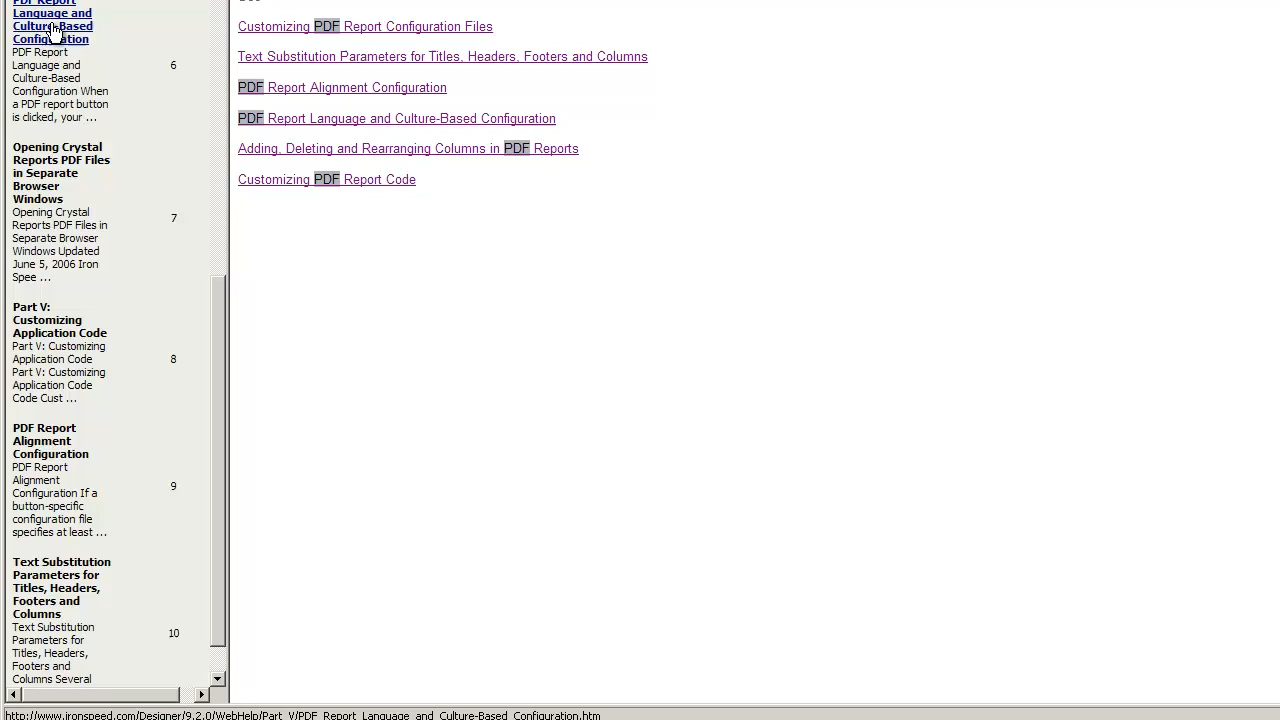 PDF Report
Language and
Culture-Based
Configuration
PDF Report
Language and
Culture-Based
Configuration When
a PDF report button
is clicked, your ...
6
Opening Crystal
Reports PDF Files
in Separate
Browser
Windows
Opening Crystal
Reports PDF Files in
Separate Browser
Windows Updated
June 5, 2006 Iron
Spee ...
7
Part V:
Customizing
Application Code
Part V: Customizing
Application Code
Part V: Customizing
Application Code
Code Cust ...
8
PDF Report
Alignment
Configuration
PDF Report
Alignment
Configuration If a
button-specific
configuration file
specifies at least ...
9
Text Substitution
Parameters for
Titles, Headers,
Footers and
Columns
Text Substitution
Parameters for
Titles, Headers,
Footers and
Columns Several
10
Customizing PDF Report Configuration Files
Text Substitution Parameters for Titles, Headers, Footers and Columns
PDF Report Alignment Configuration
PDF Report Language and Culture-Based Configuration
Adding, Deleting and Rearranging Columns in PDF Reports
Customizing PDF Report Code
http://www.ironspeed.com/Designer/9.2.0/WebHelp/Part_V/PDF_Report_Language_and_Culture-Based_Configuration.htm